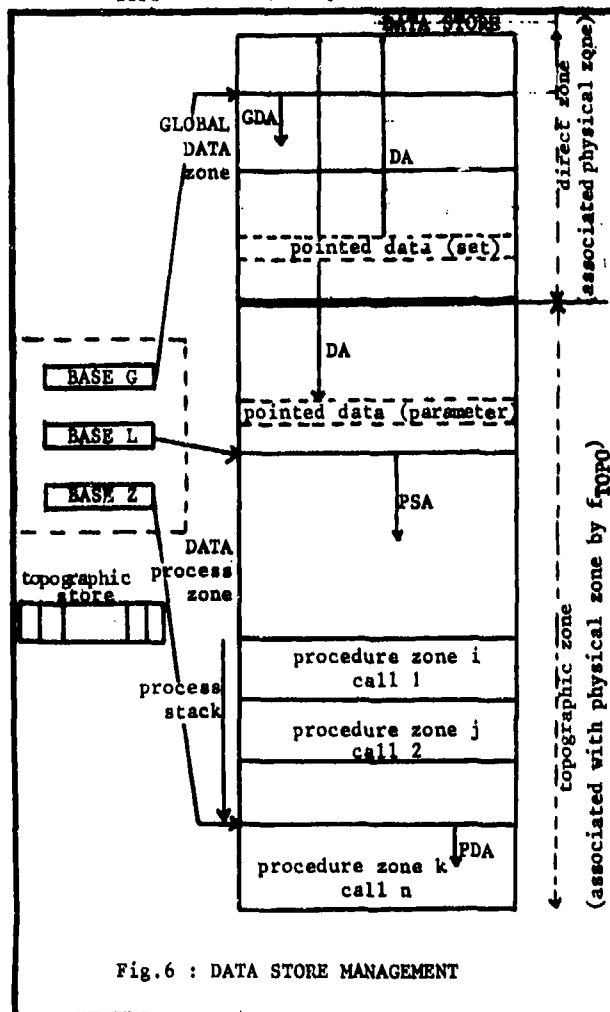 DATA STORE
GLOBAL
DATA
zone
GDA
DA
pointed data (set)
direct zone
(associated physical zone)
DA
pointed data (parameter)
BASE G
BASE L
BASE Z
PSA
DATA
process
zone
topographic
store
process
stack
procedure zone i
call 1
procedure zone j
call 2
PDA
procedure zone k
call n
topographic zone
(associated with physical zone by fTOPO)
Fig.6 : DATA STORE MANAGEMENT